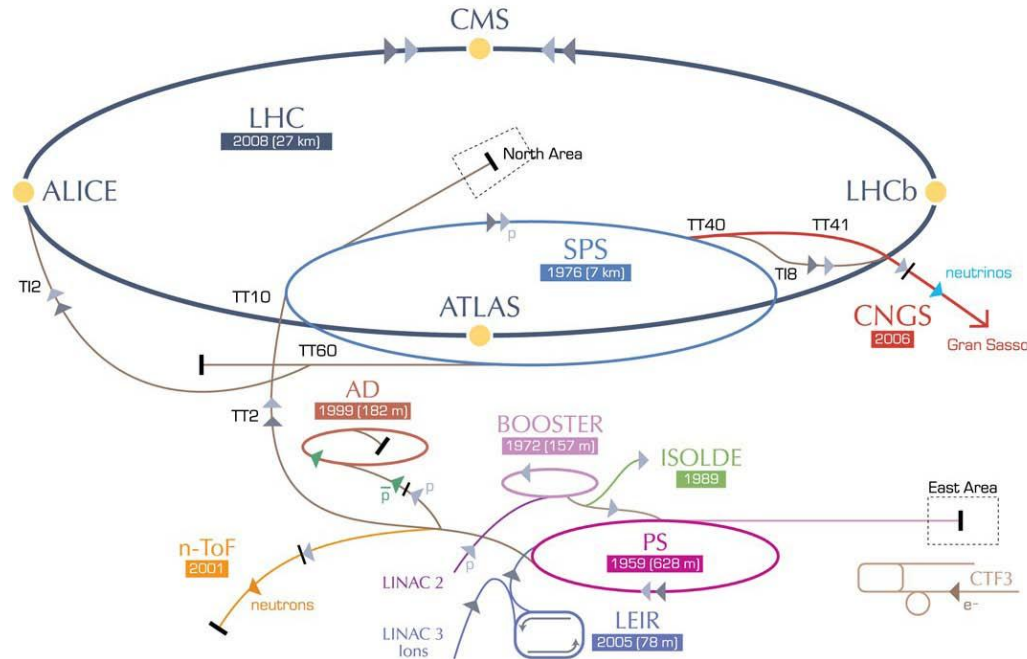 CMS
LHC
2008 (27 km)
North Area
ALICE
LHCb
TT40
TT41
SPS
1976 (7 km)
p
TI8
TI2
TT10
ATLAS
neutrinos
CNGS
2006
Gran Sasso
TT60
AD
1999 (182 m)
TT2
BOOSTER
1972 (157 m)
ISOLDE
1989
p̅
p
East Area
n-ToF
2001
PS
1959 (628 m)
p
LINAC 2
neutrons
CTF3
e-
LEIR
2005 (78 m)
LINAC 3
Ions